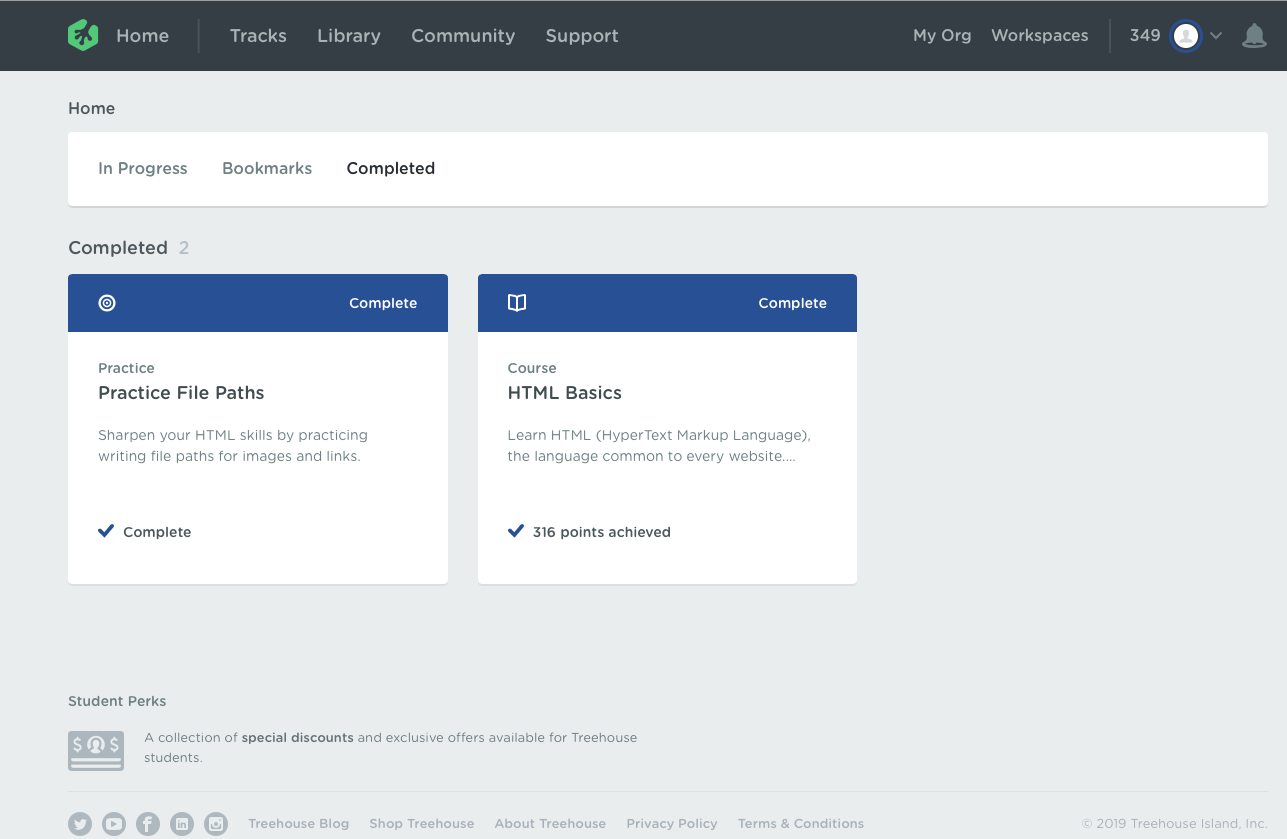 Home Tracks Library Community Support My Org Workspaces 349
Home
In Progress Bookmarks Completed
Completed 2
Complete
Practice
Practice File Paths
Sharpen your HTML skills by practicing
writing file paths for images and links.
Complete
Complete
Course
HTML Basics
Learn HTML (HyperText Markup Language),
the language common to every website....
316 points achieved
Student Perks
$ $
A collection of special discounts and exclusive offers available for Treehouse
students.
Treehouse Blog Shop Treehouse About Treehouse Privacy Policy Terms & Conditions © 2019 Treehouse Island, Inc.